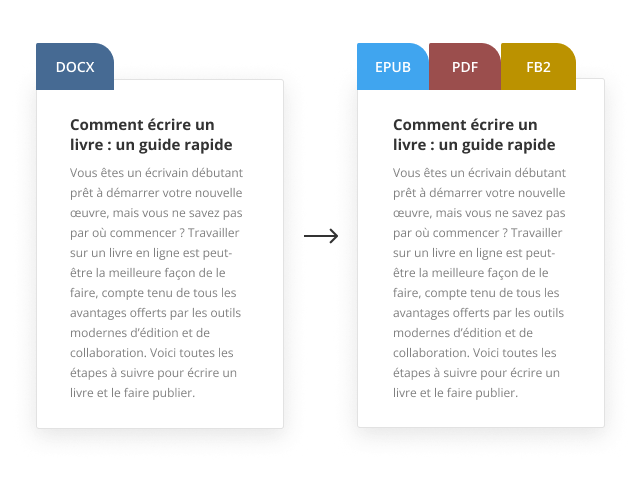 DOCX
Comment écrire un
livre : un guide rapide
Vous êtes un écrivain débutant
prêt à démarrer votre nouvelle
œuvre, mais vous ne savez pas
par où commencer ? Travailler
sur un livre en ligne est peut-
être la meilleure façon de le
faire, compte tenu de tous les
avantages offerts par les outils
modernes d’édition et de
collaboration. Voici toutes les
étapes à suivre pour écrire un
livre et le faire publier.
EPUB PDF FB2
Comment écrire un
livre : un guide rapide
Vous êtes un écrivain débutant
prêt à démarrer votre nouvelle
œuvre, mais vous ne savez pas
par où commencer ? Travailler
sur un livre en ligne est peut-
être la meilleure façon de le
faire, compte tenu de tous les
avantages offerts par les outils
modernes d’édition et de
collaboration. Voici toutes les
étapes à suivre pour écrire un
livre et le faire publier.